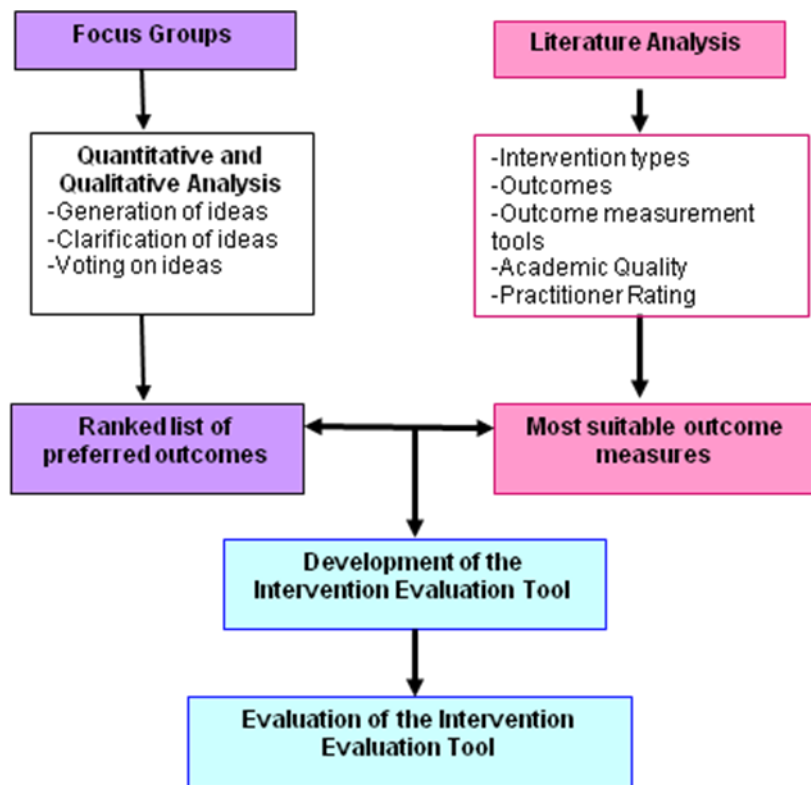 Focus Groups
Literature Analysis
Quantitative and
Qualitative Analysis
-Generation of ideas
-Clarification of ideas
-Voting on ideas
-Intervention types
-Outcomes
-Outcome measurement
tools
-Academic Quality
-Practitioner Rating
Ranked list of
preferred outcomes
Most suitable outcome
measures
Development of the
Intervention Evaluation Tool
Evaluation of the Intervention
Evaluation Tool